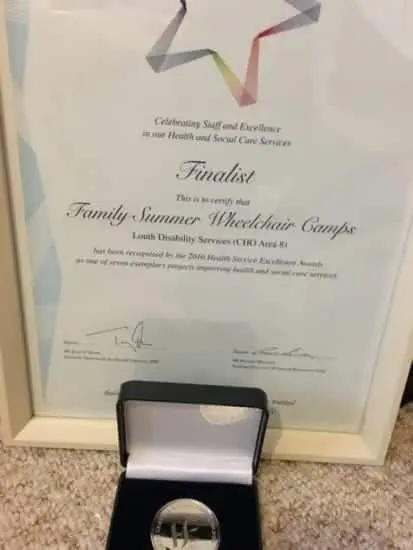 Celebrating Staff and Excellence
in our Health and Social Care Services
Finalist
This is to certify that
Family Summer Wheelchair Camps
Louth Disability Services (CHO Area 8)
has been recognised by the 2016 Health Service Excellence Awards
as one of seven exemplary projects improving health and social care services